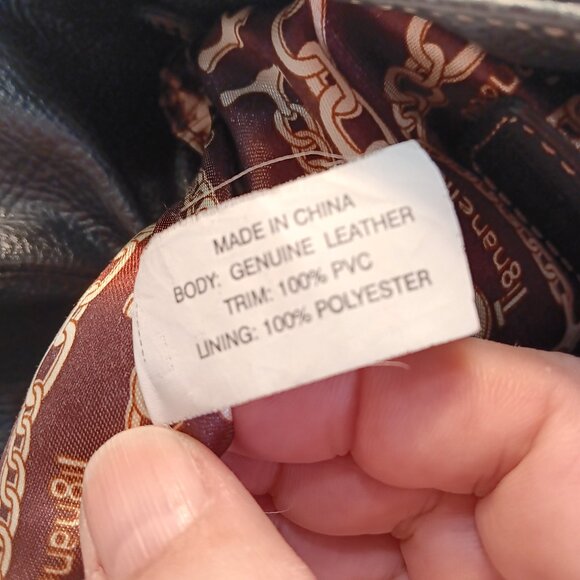 MADE IN CHINA
BODY: GENUINE LEATHER
TRIM: 100% PVC
LINING: 100% POLYESTER